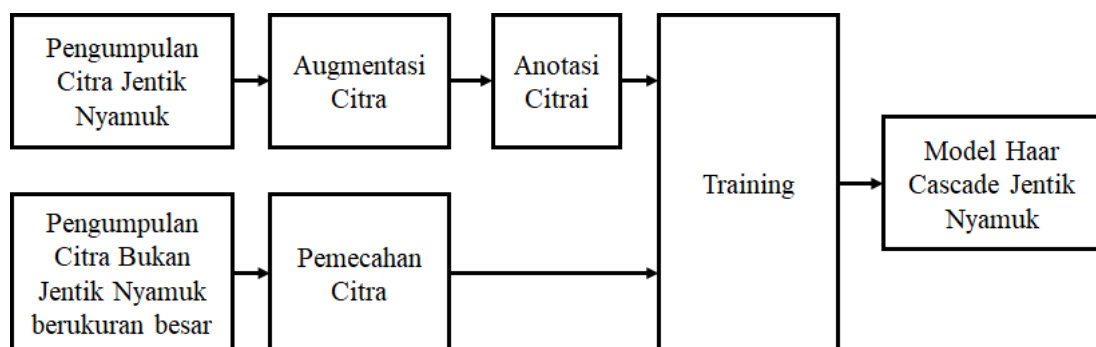 Pengumpulan
Citra Jentik
Nyamuk
Augmentasi
Citra
Anotasi
Citrai
Training
Model Haar
Cascade Jentik
Nyamuk
Pengumpulan
Citra Bukan
Jentik Nyamuk
berukuran besar
Pemecahan
Citra